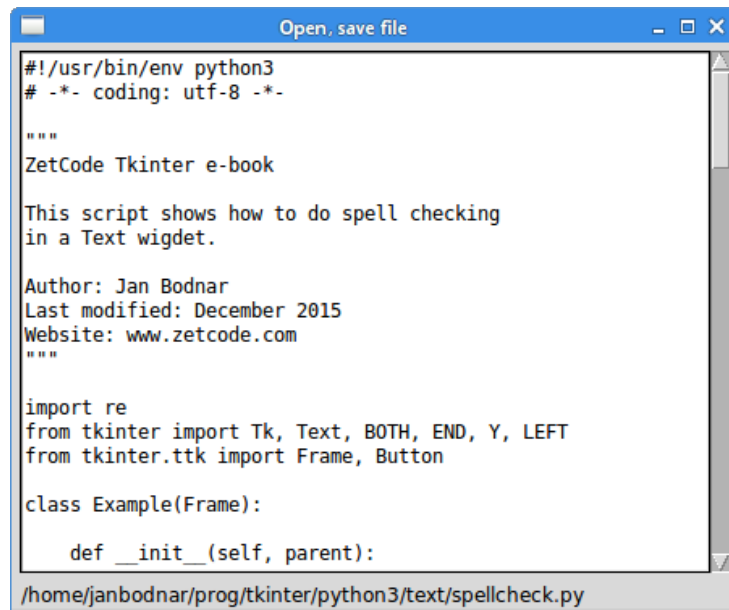 Open, save file
#!/usr/bin/env python3
# -*- coding: utf-8 -*-

"""
ZetCode Tkinter e-book

This script shows how to do spell checking
in a Text wigdet.

Author: Jan Bodnar
Last modified: December 2015
Website: www.zetcode.com
"""

import re
from tkinter import Tk, Text, BOTH, END, Y, LEFT
from tkinter.ttk import Frame, Button

class Example(Frame):

    def __init__(self, parent):
/home/janbodnar/prog/tkinter/python3/text/spellcheck.py